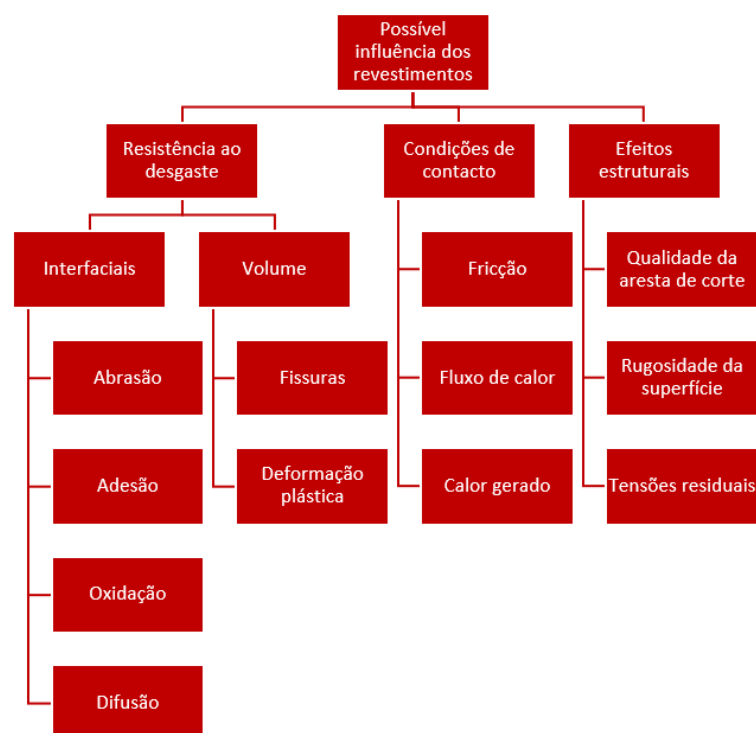 Possível
influência dos
revestimentos
Resistência ao
desgaste
Condições de
contacto
Efeitos
estruturais
Interfaciais
Volume
Fricção
Qualidade da
aresta de corte
Abrasão
Fissuras
Fluxo de calor
Rugosidade da
superfície
Adesão
Deformação
plástica
Calor gerado
Tensões residuais
Oxidação
Difusão